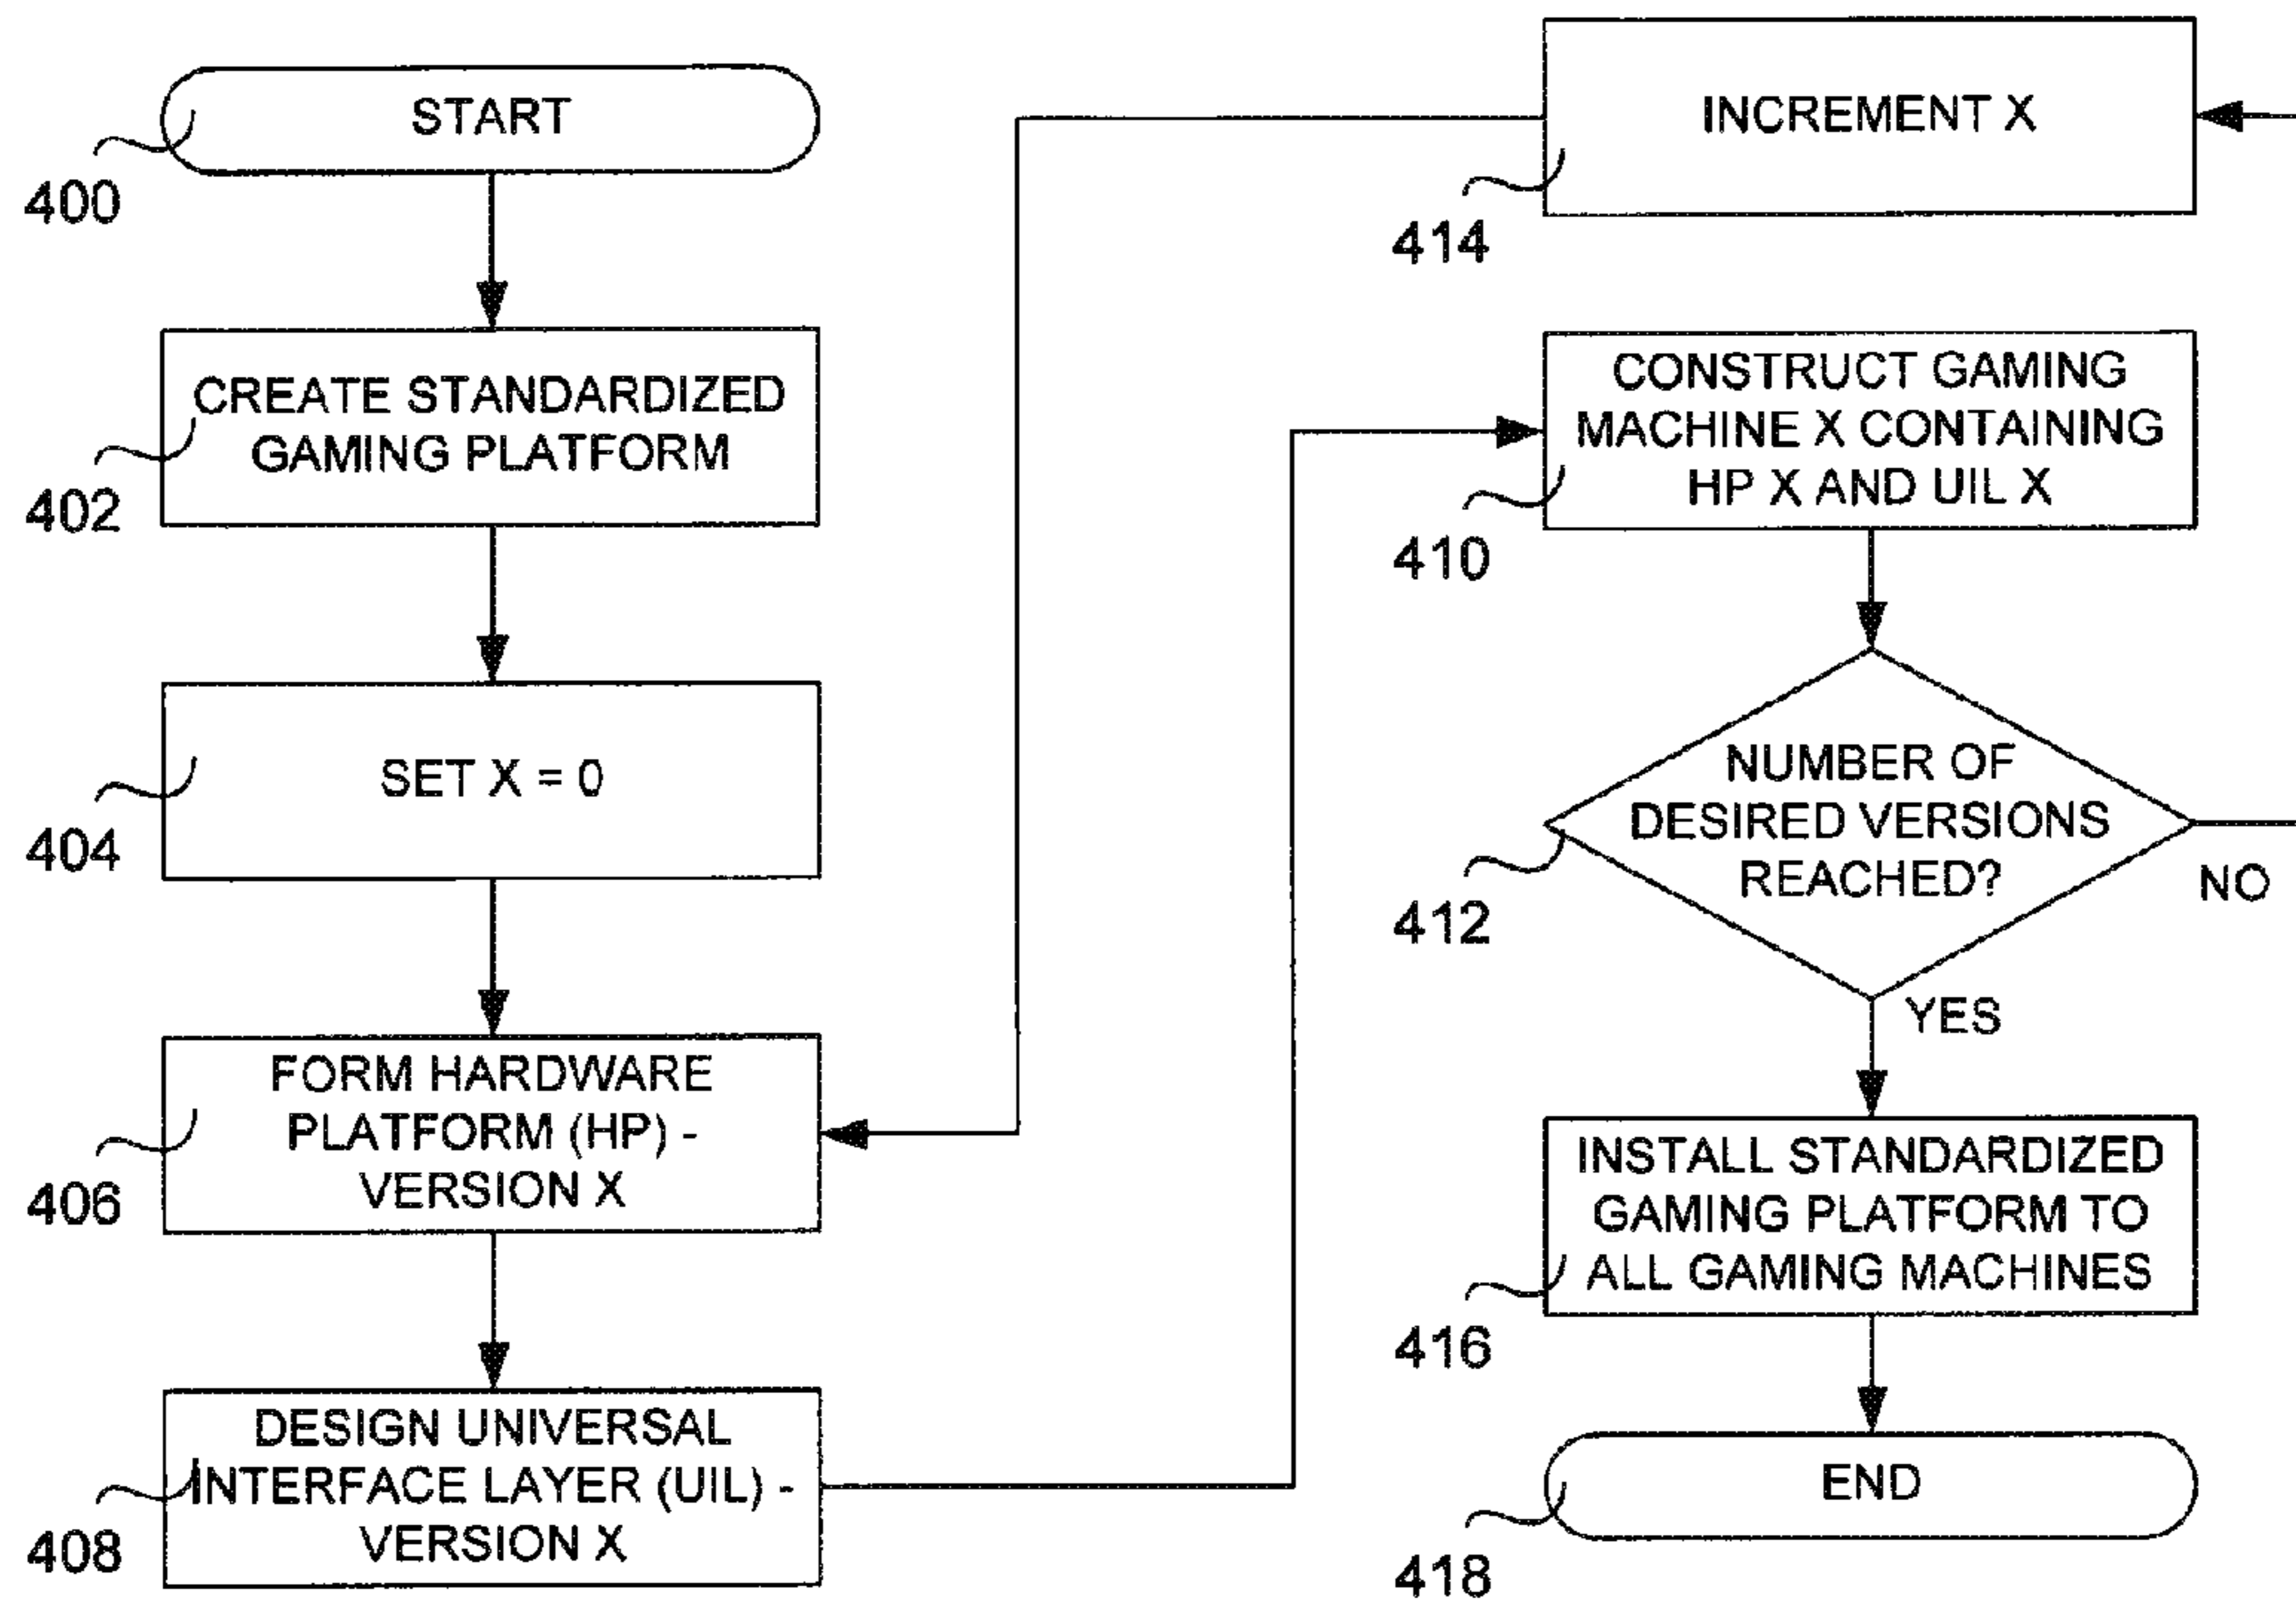 START
400
CREATE STANDARDIZED
GAMING PLATFORM
402
SET X = 0
404
FORM HARDWARE
PLATFORM (HP) -
VERSION X
406
DESIGN UNIVERSAL
INTERFACE LAYER (UIL) -
VERSION X
408
INCREMENT X
414
CONSTRUCT GAMING
MACHINE X CONTAINING
HP X AND UIL X
410
NUMBER OF
DESIRED VERSIONS
REACHED?
NO
412
YES
INSTALL STANDARDIZED
GAMING PLATFORM TO
ALL GAMING MACHINES
416
END
418